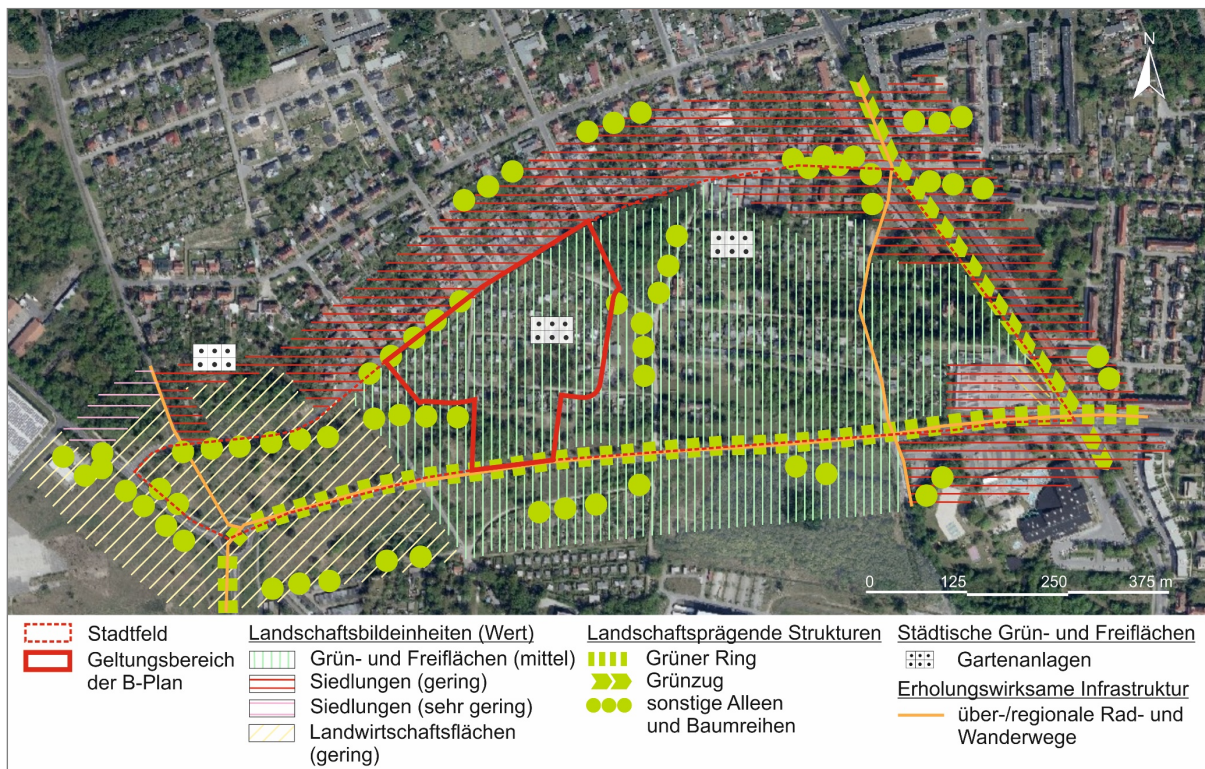 N
0 125 250 375 m
Stadtfeld
Geltungsbereich
der B-Plan
Landschaftsbildeinheiten (Wert)
Grün- und Freiflächen (mittel)
Siedlungen (gering)
Siedlungen (sehr gering)
Landwirtschaftsflächen
(gering)
Landschaftsprägende Strukturen
Grüner Ring
Grünzug
sonstige Alleen
und Baumreihen
Städtische Grün- und Freiflächen
Gartenanlagen
Erholungswirksame Infrastruktur
über-/regionale Rad- und
Wanderwege